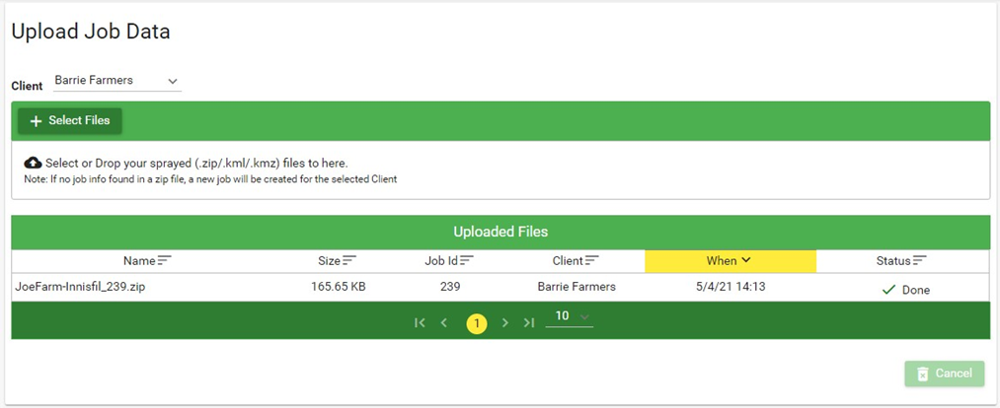 Upload Job Data
Client Barrie Farmers
+ Select Files
Select or Drop your sprayed (.zip/.kml/.kmz) files to here.
Note: If no job info found in a zip file, a new job will be created for the selected Client
Uploaded Files
Name Size Job Id Client When Status
JoeFarm-Innisfil_239.zip 165.65 KB 239 Barrie Farmers 5/4/21 14:13 Done
1 10
Cancel